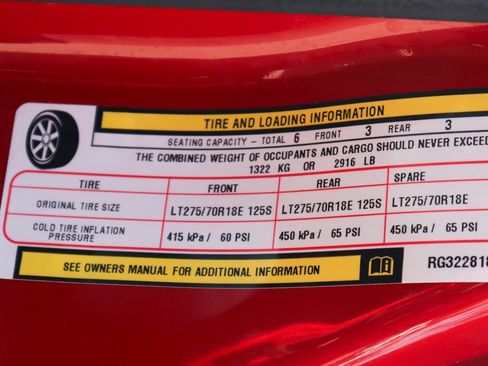 TIRE AND LOADING INFORMATION
SEATING CAPACITY - TOTAL 6 FRONT 3 REAR 3
THE COMBINED WEIGHT OF OCCUPANTS AND CARGO SHOULD NEVER EXCEED
1322 KG OR 2916 LB
TIRE FRONT REAR SPARE
ORIGINAL TIRE SIZE LT275/70R18E 125S LT275/70R18E 125S LT275/70R18E
COLD TIRE INFLATION PRESSURE 415 kPa / 60 PSI 450 kPa / 65 PSI 450 kPa / 65 PSI
SEE OWNERS MANUAL FOR ADDITIONAL INFORMATION RG322818